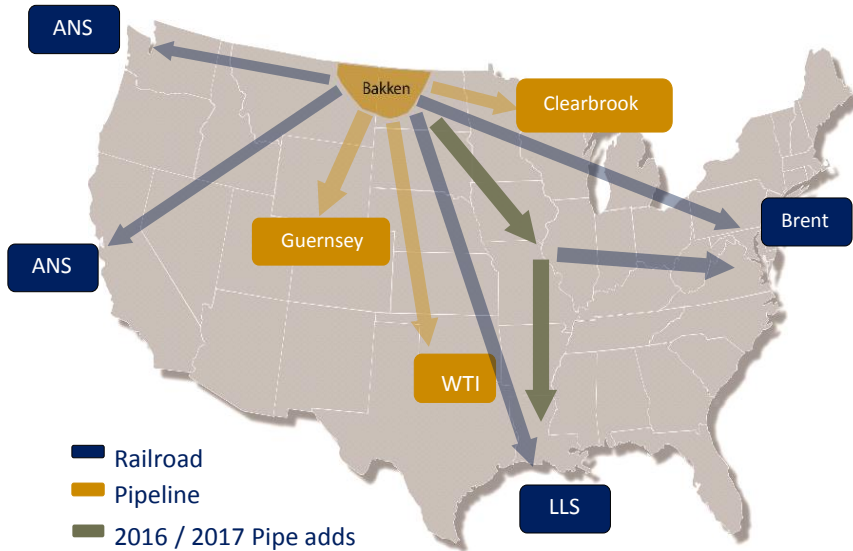 ANS
Bakken
Clearbrook
Brent
Guernsey
ANS
WTI
Railroad
Pipeline
LLS
2016 / 2017 Pipe adds